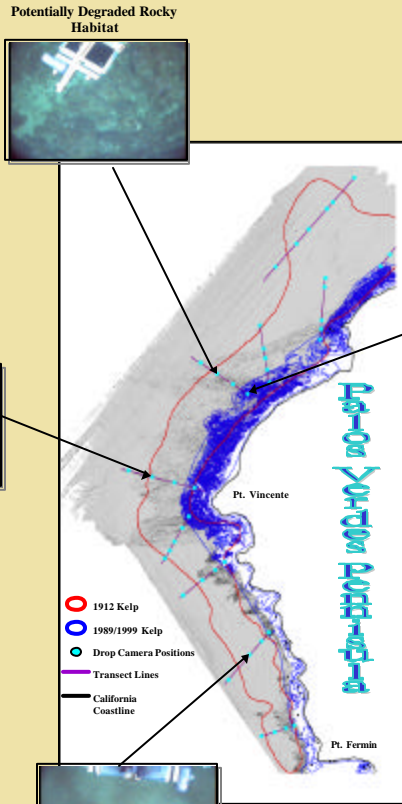 Potentially Degraded Rocky
Habitat
Palos Verdes Peninsula
Pt. Vincente
1912 Kelp
1989/1999 Kelp
Drop Camera Positions
Transect Lines
California
Coastline
Pt. Fermin